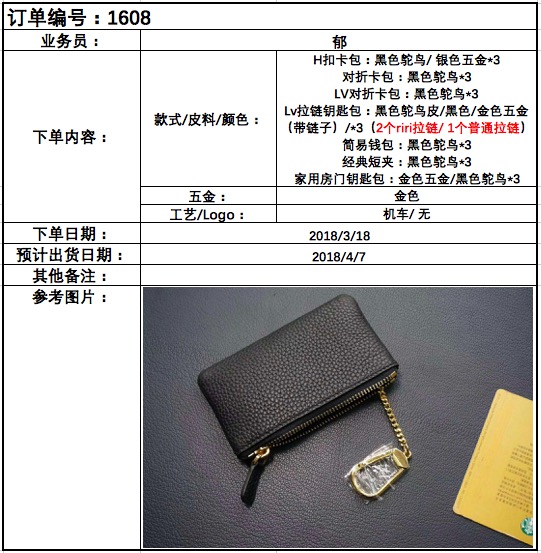 订单编号：1608
业务员：
郁
下单内容：
款式/皮料/颜色：
H扣卡包：黑色鸵鸟/ 银色五金*3
对折卡包：黑色鸵鸟*3
LV对折卡包：黑色鸵鸟*3
Lv拉链钥匙包：黑色鸵鸟皮/黑色/金色五金
（带链子）/*3（2个riri拉链/ 1个普通拉链）
简易钱包：黑色鸵鸟*3
经典短夹：黑色鸵鸟*3
家用房门钥匙包：金色五金/黑色鸵鸟*3
五金：
金色
工艺/Logo：
机车/ 无
下单日期：
2018/3/18
预计出货日期：
2018/4/7
其他备注：
参考图片：